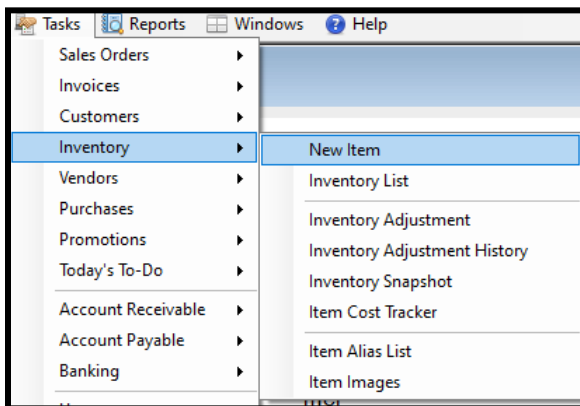 Tasks Reports Windows Help
Sales Orders
Invoices
Customers
Inventory
Vendors
Purchases
Promotions
Today's To-Do
Account Receivable
Account Payable
Banking
New Item
Inventory List
Inventory Adjustment
Inventory Adjustment History
Inventory Snapshot
Item Cost Tracker
Item Alias List
Item Images